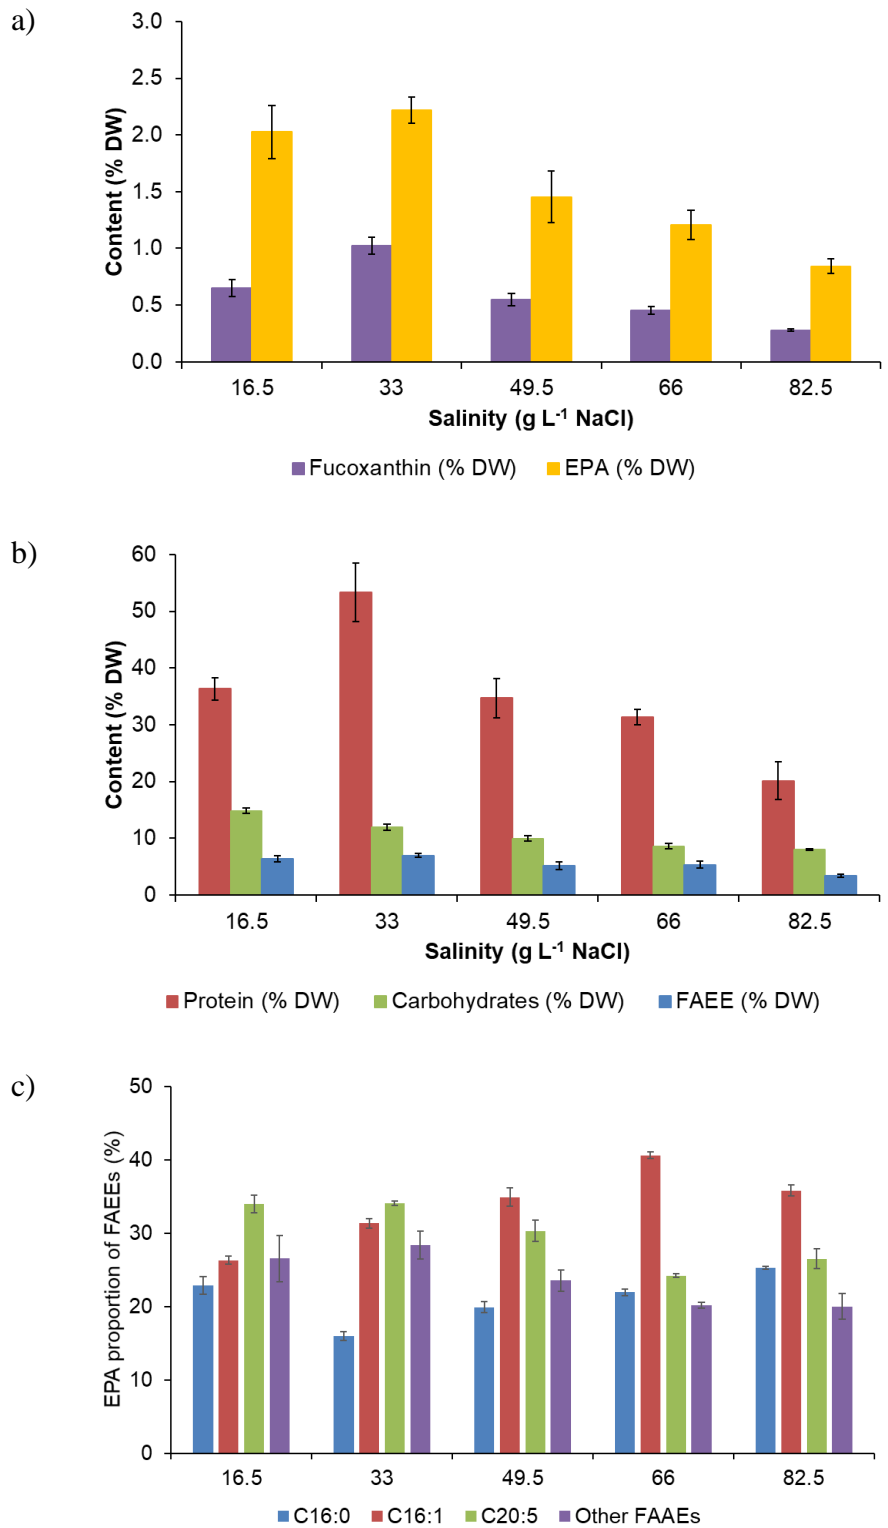 a)
3.0
2.5
2.0
1.5
1.0
0.5
0.0
Content (% DW)
16.5 33 49.5 66 82.5
Salinity (g L-1 NaCl)
Fucoxanthin (% DW) EPA (% DW)
b)
60
50
40
30
20
10
0
Content (% DW)
16.5 33 49.5 66 82.5
Salinity (g L-1 NaCl)
Protein (% DW) Carbohydrates (% DW) FAEE (% DW)
c)
50
40
30
20
10
0
EPA proportion of FAEEs (%)
16.5 33 49.5 66 82.5
C16:0 C16:1 C20:5 Other FAAEs